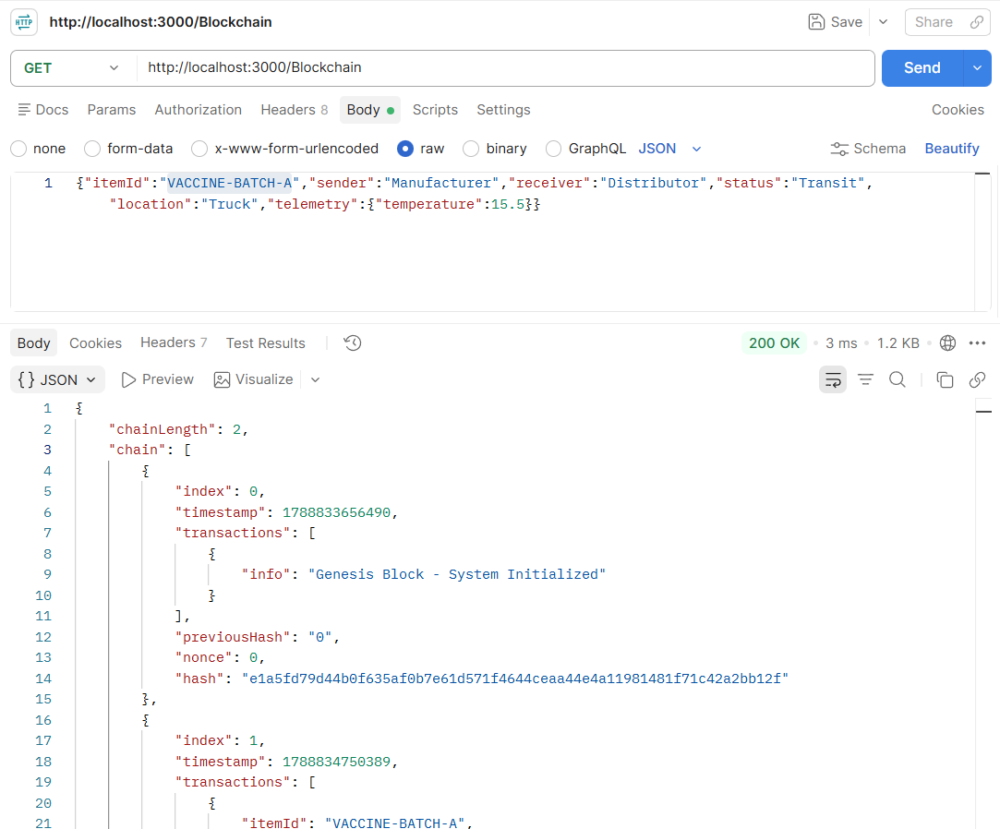 HTTP http://localhost:3000/Blockchain Save Share
GET http://localhost:3000/Blockchain Send
Docs Params Authorization Headers 8 Body Scripts Settings Cookies
none form-data x-www-form-urlencoded raw binary GraphQL JSON Schema Beautify
1 {"itemId":"VACCINE-BATCH-A","sender":"Manufacturer","receiver":"Distributor","status":"Transit",
"location":"Truck","telemetry":{"temperature":15.5}}
Body Cookies Headers 7 Test Results 200 OK 3 ms 1.2 KB
{} JSON Preview Visualize
1 {
2 "chainLength": 2,
3 "chain": [
4 {
5 "index": 0,
6 "timestamp": 1788833656490,
7 "transactions": [
8 {
9 "info": "Genesis Block - System Initialized"
10 }
11 ],
12 "previousHash": "0",
13 "nonce": 0,
14 "hash": "e1a5fd79d44b0f635af0b7e61d571f4644ceaa44e4a11981481f71c42a2bb12f"
15 },
16 {
17 "index": 1,
18 "timestamp": 1788834750389,
19 "transactions": [
20 {
21 "itemId": "VACCINE-BATCH-A",